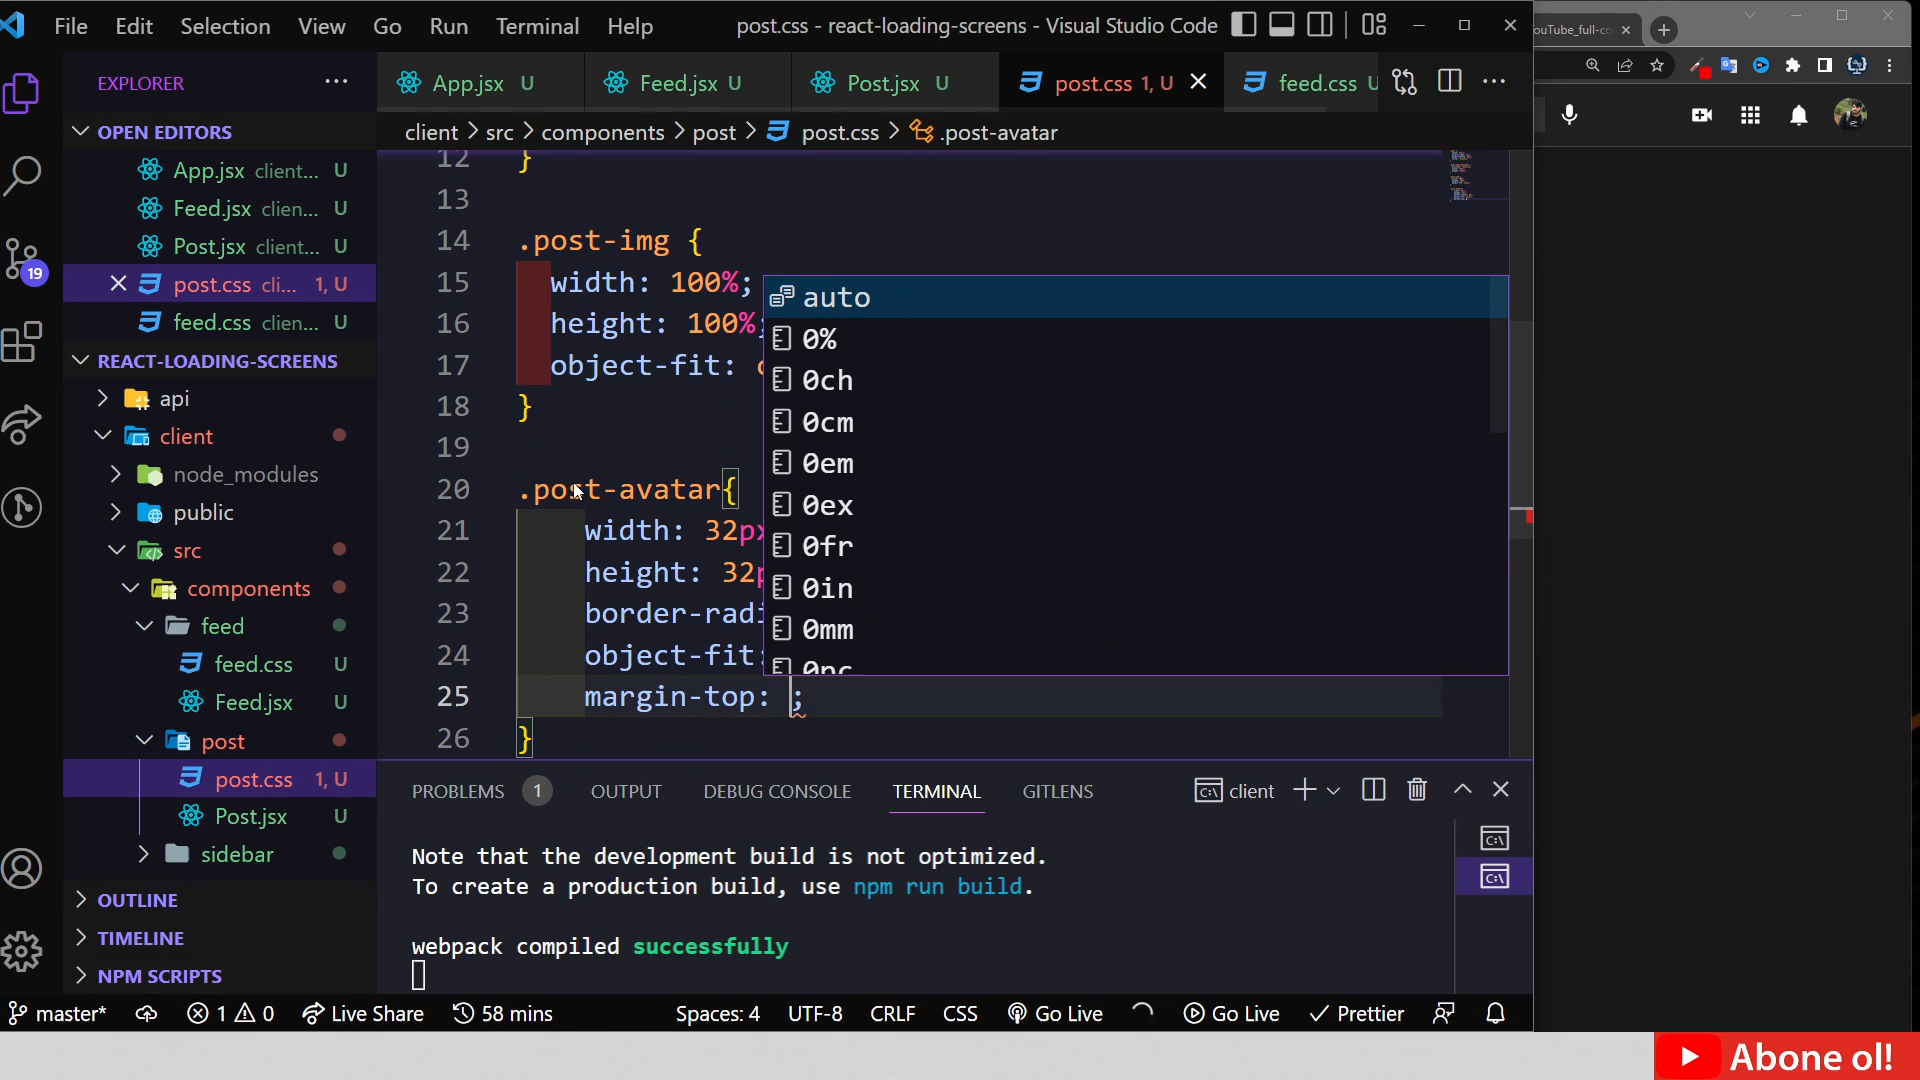 File Edit Selection View Go Run Terminal Help post.css - react-loading-screens - Visual Studio Code
EXPLORER
OPEN EDITORS
App.jsx client... U
Feed.jsx clien... U
Post.jsx client... U
post.css cli... 1, U
feed.css clien... U
REACT-LOADING-SCREENS
api
client
node_modules
public
src
components
feed
feed.css U
Feed.jsx U
post
post.css 1, U
Post.jsx U
sidebar
OUTLINE
TIMELINE
NPM SCRIPTS
19
App.jsx U Feed.jsx U Post.jsx U post.css 1, U feed.css U
client > src > components > post > post.css > .post-avatar
12 }
13
14 .post-img {
15 width: 100%;
16 height: 100%;
17 object-fit:
18 }
19
20 .post-avatar{
21 width: 32px
22 height: 32p
23 border-radi
24 object-fit:
25 margin-top: ;
26 }
auto
0%
0ch
0cm
0em
0ex
0fr
0in
0mm
0pc
PROBLEMS 1 OUTPUT DEBUG CONSOLE TERMINAL GITLENS client
Note that the development build is not optimized.
To create a production build, use npm run build.
webpack compiled successfully
master* 1 0 Live Share 58 mins Spaces: 4 UTF-8 CRLF CSS Go Live Go Live Prettier
ouTube_full-co
Abone ol!